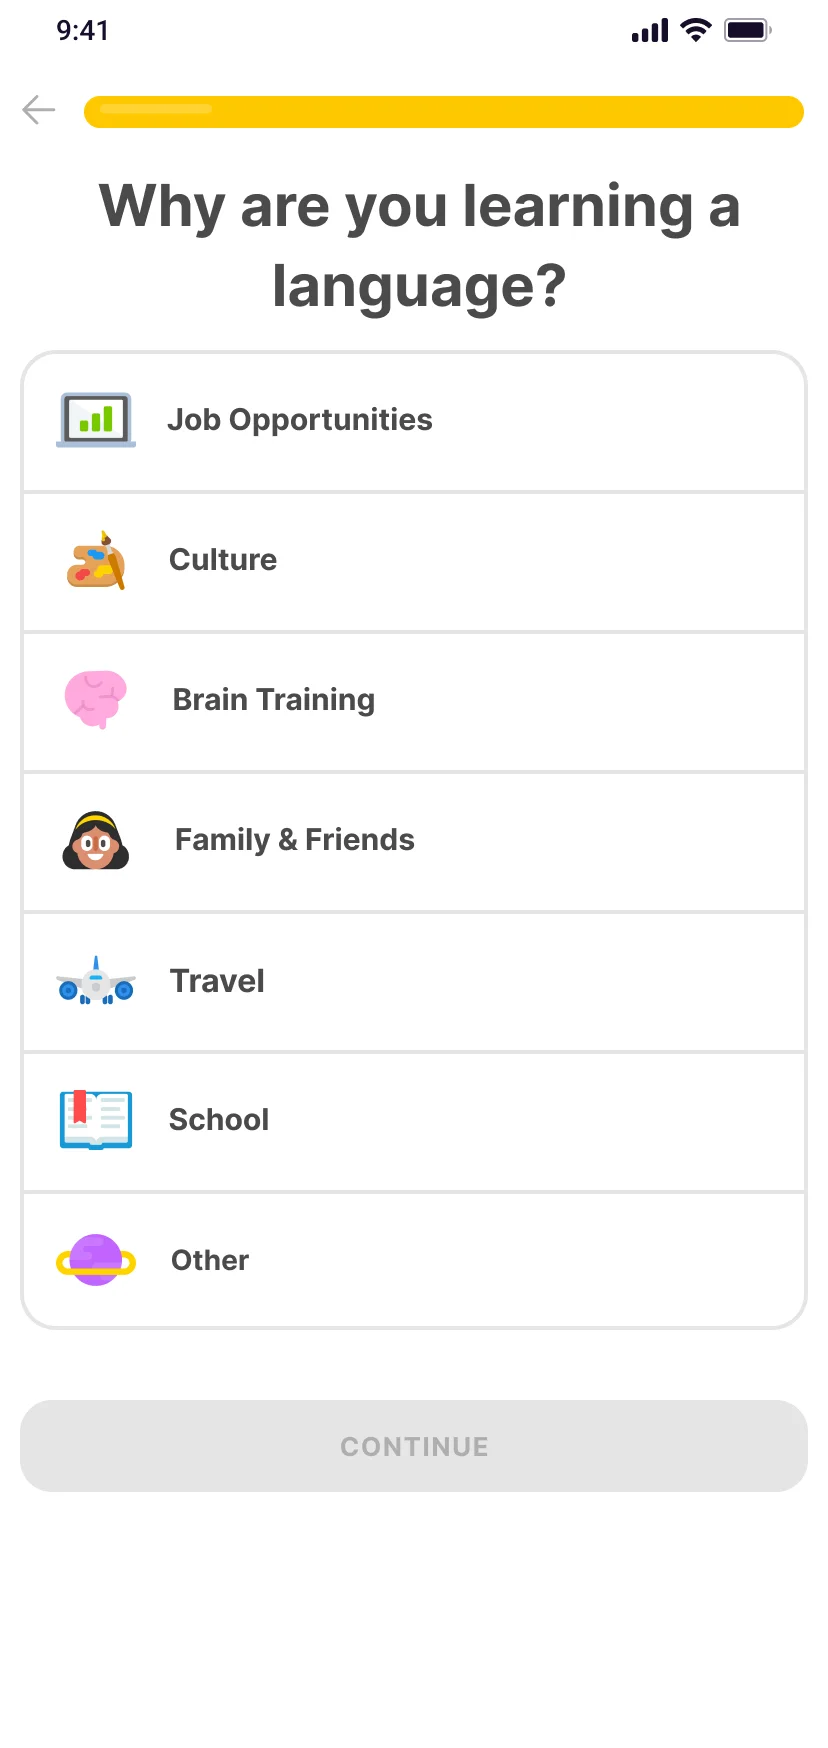 9:41
Why are you learning a
language?
Job Opportunities
Culture
Brain Training
Family & Friends
Travel
School
Other
CONTINUE